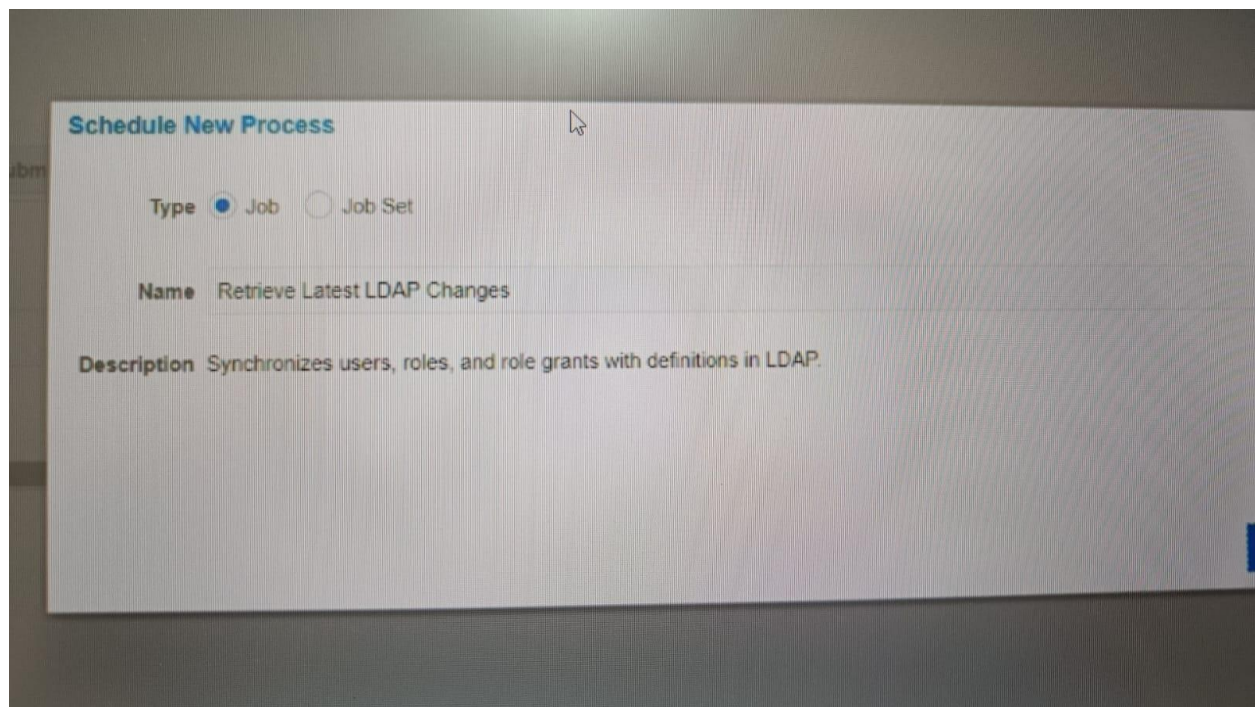 Schedule New Process
ubm
Type Job Job Set
Name Retrieve Latest LDAP Changes
Description Synchronizes users, roles, and role grants with definitions in LDAP.